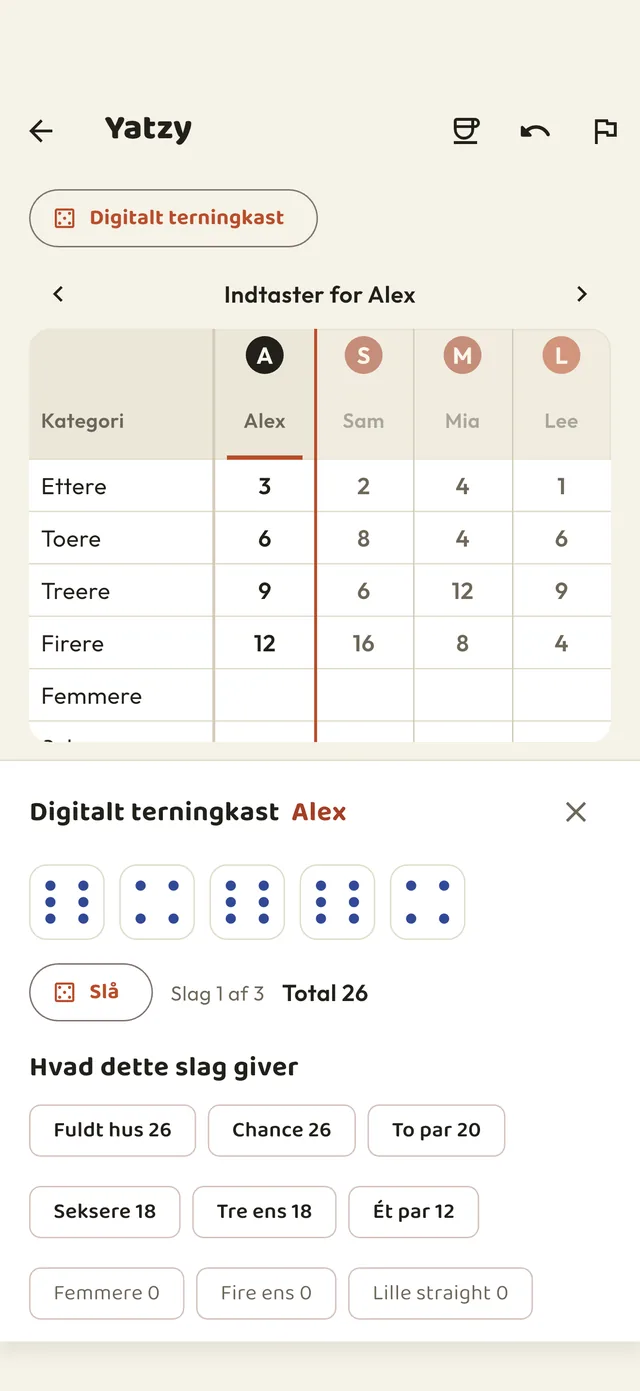 Yatzy
Digitalt terningkast
Indtaster for Alex
A S M L
Kategori Alex Sam Mia Lee
Ettere 3 2 4 1
Toere 6 8 4 6
Treere 9 6 12 9
Firere 12 16 8 4
Femmere
Digitalt terningkast Alex
Slå Slag 1 af 3 Total 26
Hvad dette slag giver
Fuldt hus 26 Chance 26 To par 20
Seksere 18 Tre ens 18 Ét par 12
Femmere 0 Fire ens 0 Lille straight 0